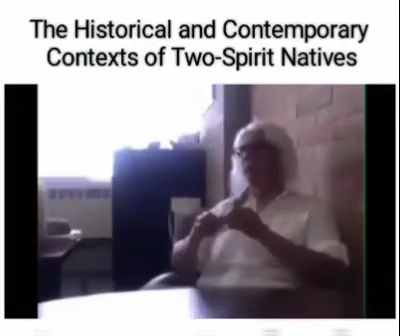 The Historical and Contemporary
Contexts of Two-Spirit Natives